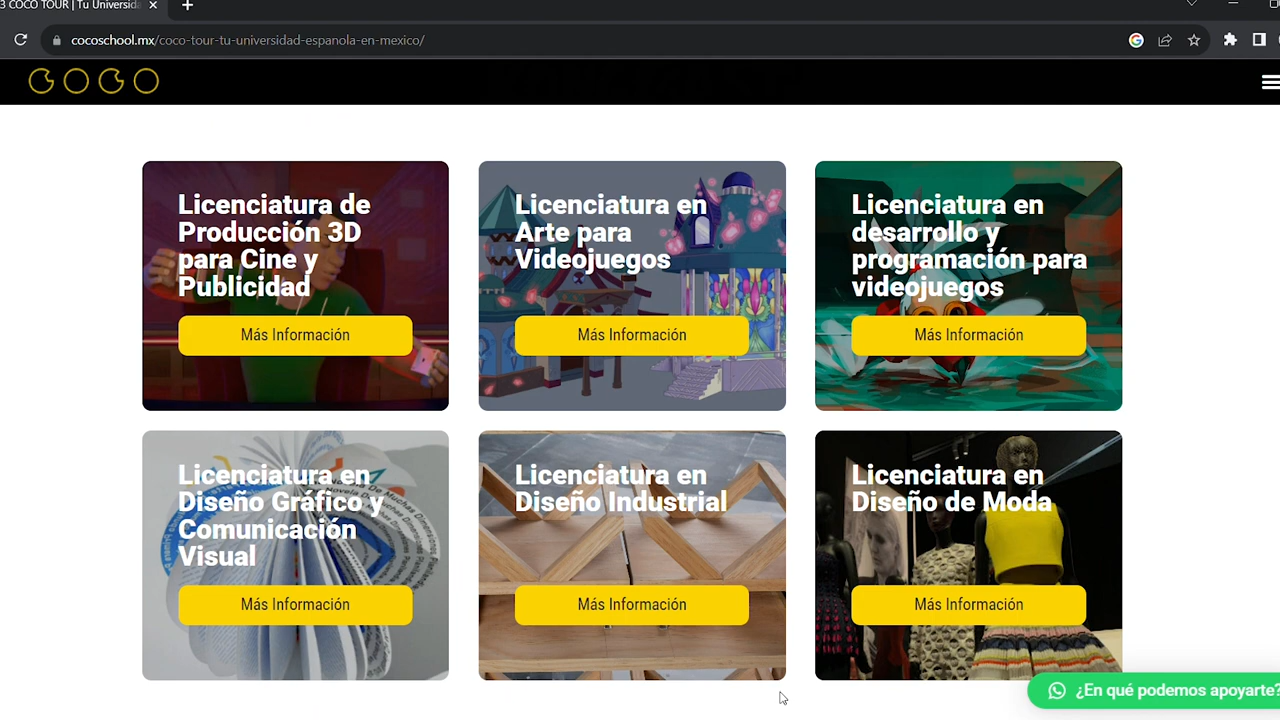 3 COCO TOUR | Tu Universida
cocoschool.mx/coco-tour-tu-universidad-espanola-en-mexico/
COCO
Licenciatura de
Producción 3D
para Cine y
Publicidad
Más Información
Licenciatura en
Arte para
Videojuegos
Más Información
Licenciatura en
desarrollo y
programación para
videojuegos
Más Información
Licenciatura en
Diseño Gráfico y
Comunicación
Visual
Más Información
Licenciatura en
Diseño Industrial
Más Información
Licenciatura en
Diseño de Moda
Más Información
¿En qué podemos apoyarte?